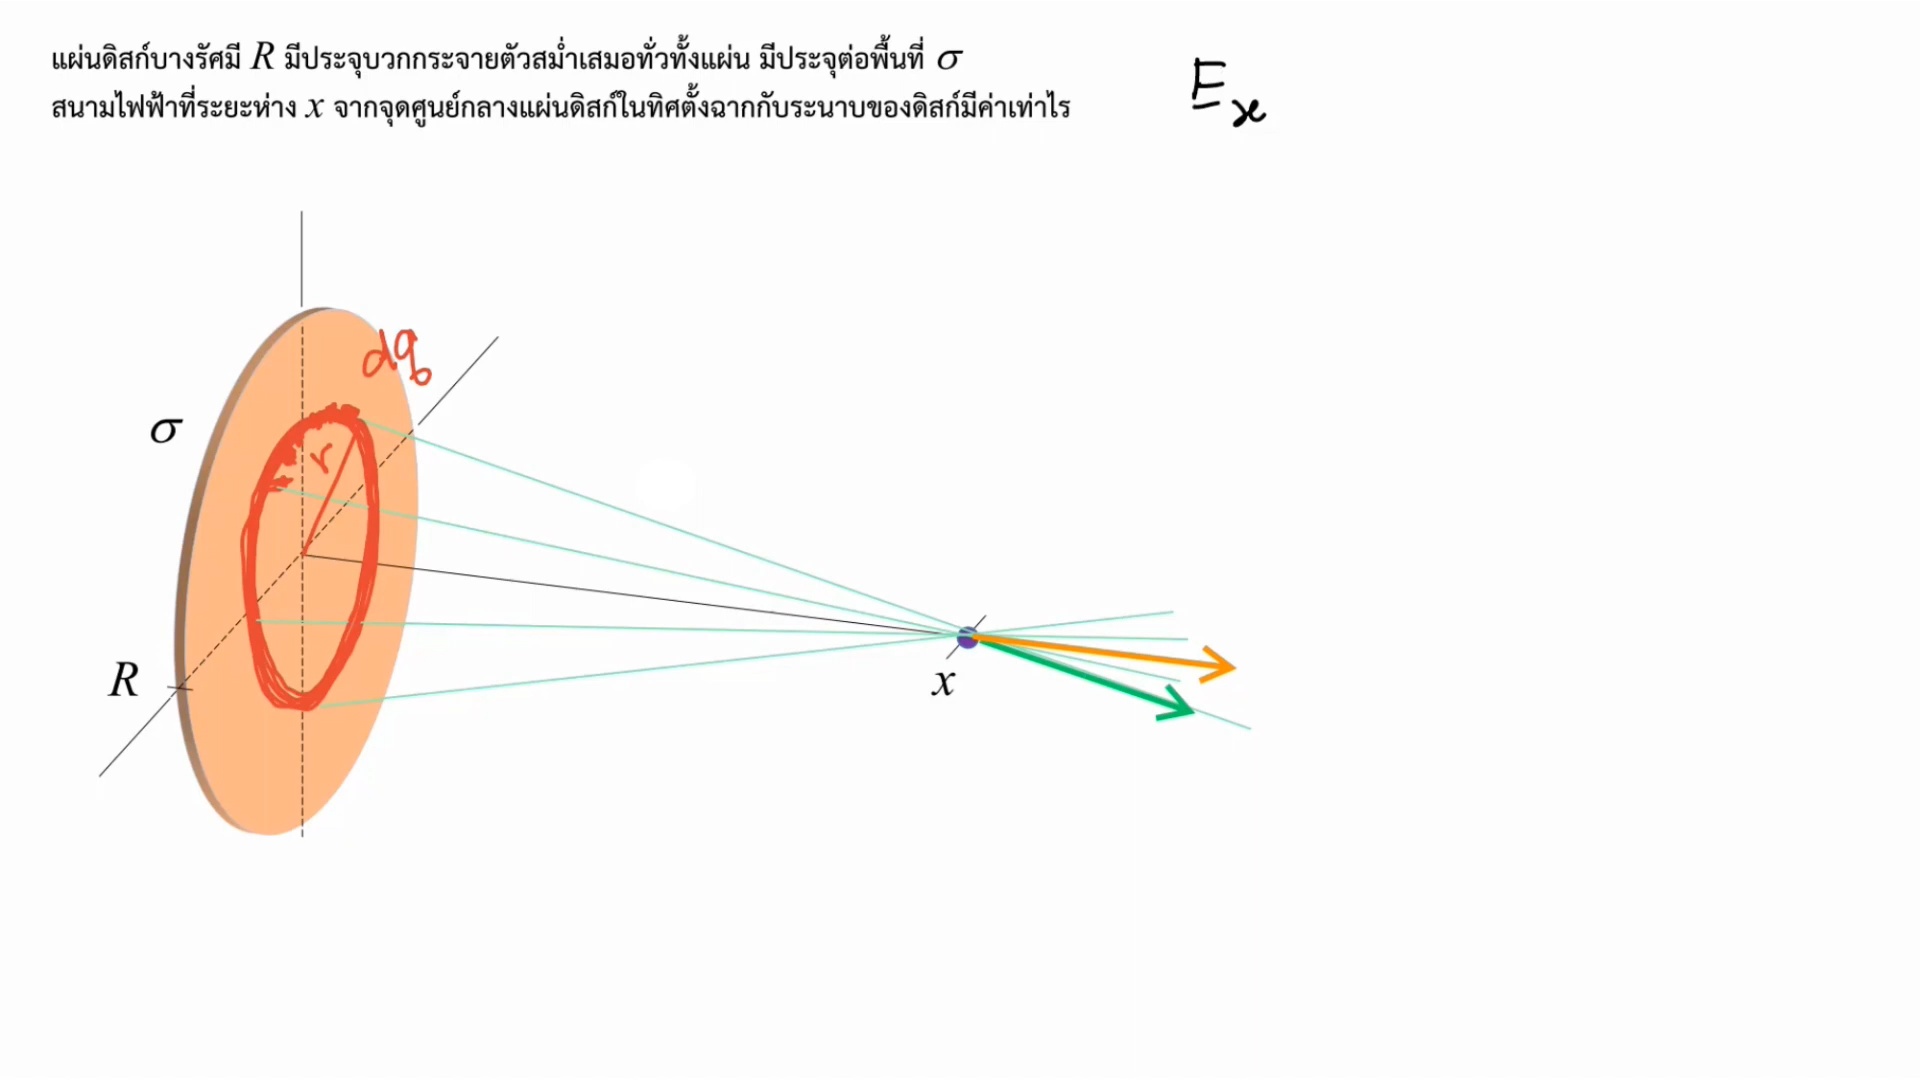 แผ่นดิสก์บางรัศมี R มีประจุบวกกระจายตัวสม่ำเสมอทั่วทั้งแผ่น มีประจุต่อพื้นที่ σ
สนามไฟฟ้าที่ระยะห่าง x จากจุดศูนย์กลางแผ่นดิสก์ในทิศตั้งฉากกับระนาบของดิสก์มีค่าเท่าไร
E_x
dq
σ
r
R
x